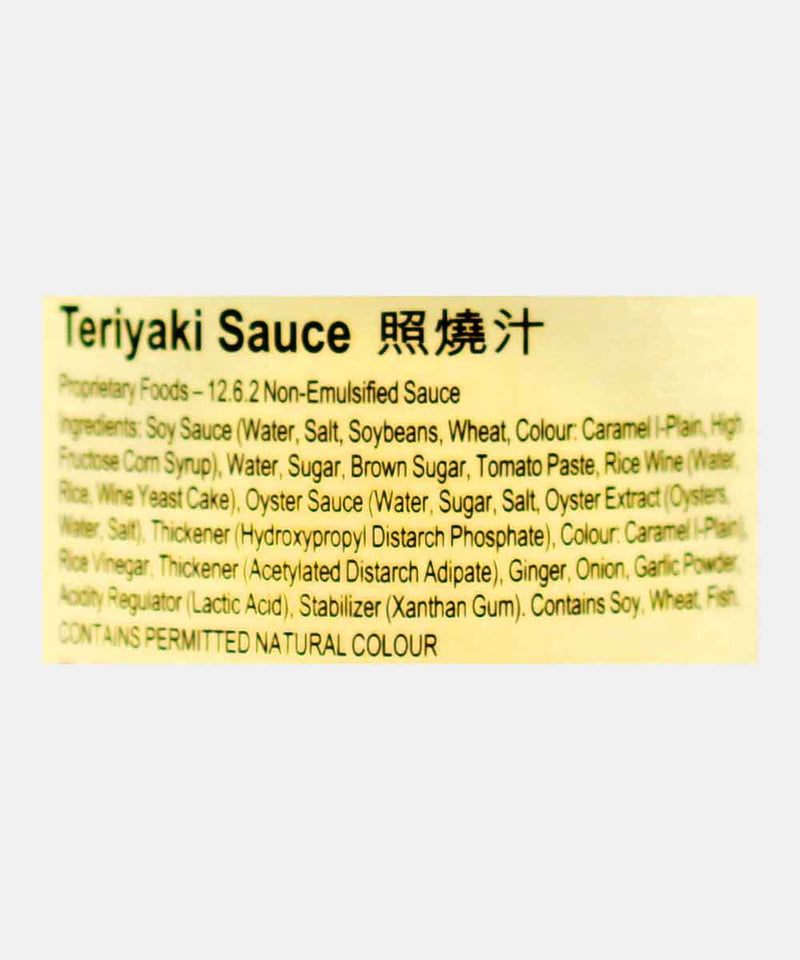 Teriyaki Sauce 照燒汁
Proprietary Foods – 12.6.2 Non-Emulsified Sauce
Ingredients: Soy Sauce (Water, Salt, Soybeans, Wheat, Colour: Caramel I-Plain, High
Fructose Corn Syrup), Water, Sugar, Brown Sugar, Tomato Paste, Rice Wine (Water,
Rice, Wine Yeast Cake), Oyster Sauce (Water, Sugar, Salt, Oyster Extract (Oysters,
Water, Salt), Thickener (Hydroxypropyl Distarch Phosphate), Colour: Caramel I-Plain),
Rice Vinegar, Thickener (Acetylated Distarch Adipate), Ginger, Onion, Garlic Powder,
Acidity Regulator (Lactic Acid), Stabilizer (Xanthan Gum). Contains Soy, Wheat, Fish.
CONTAINS PERMITTED NATURAL COLOUR